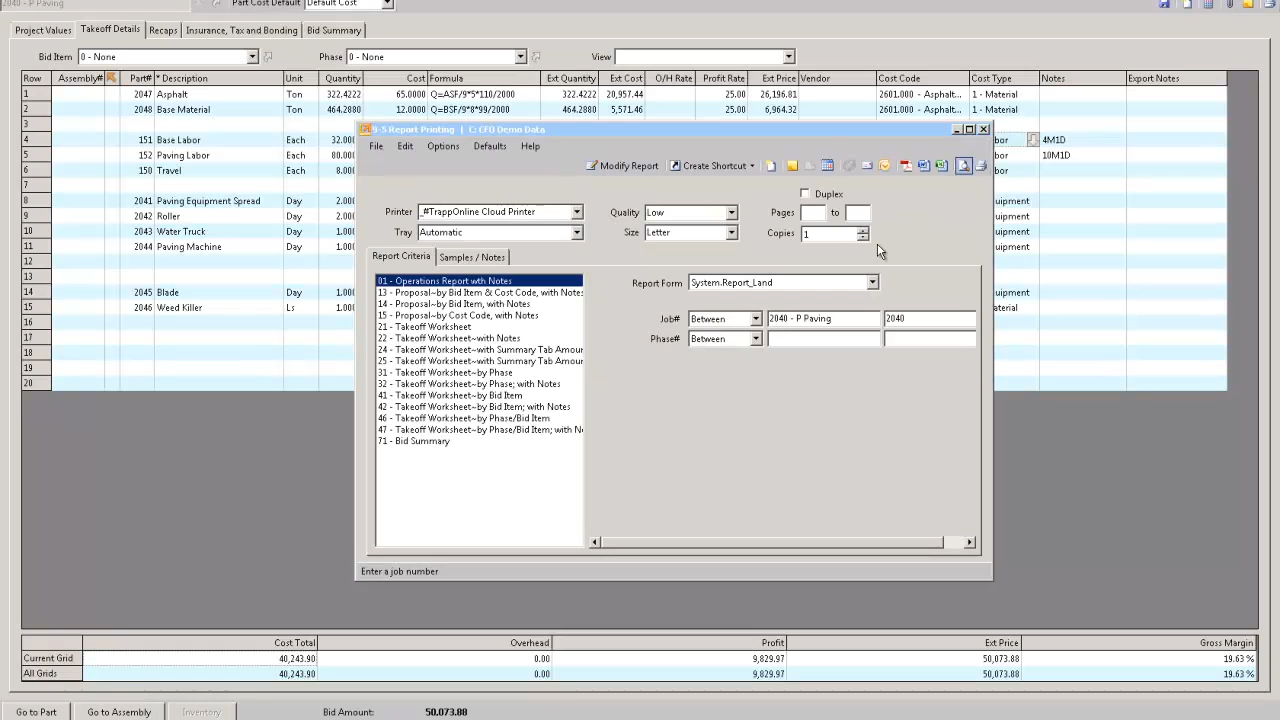 2040 - P Paving Part Cost Default Default Cost
Project Values Takeoff Details Recaps Insurance, Tax and Bonding Bid Summary
Bid Item 0 - None Phase 0 - None View
Row Assembly# Part# * Description Unit Quantity Cost Formula Ext Quantity Ext Cost O/H Rate Profit Rate Ext Price Vendor Cost Code Cost Type Notes Export Notes
1 2047 Asphalt Ton 322.4222 65.0000 Q=ASF/9*5*110/2000 322.4222 20,957.44 25.00 26,196.81 2601.000 - Asphalt... 1 - Material
2 2048 Base Material Ton 464.2880 12.0000 Q=BSF/9*8*99/2000 464.2880 5,571.46 25.00 6,964.32 2601.000 - Asphalt... 1 - Material
3
4 151 Base Labor Each 32.000 bor 4M1D
5 152 Paving Labor Each 80.000 bor 10M1D
6 150 Travel Each 8.000 bor
7
8 2041 Paving Equipment Spread Day 2.000 uipment
9 2042 Roller Day 2.000 uipment
10 2043 Water Truck Day 1.000 uipment
11 2044 Paving Machine Day 1.000 uipment
12
13
14 2045 Blade Day 1.000 uipment
15 2046 Weed Killer Ls 1.000 terial
17
18
19
20
9-5 Report Printing | C: CFO Demo Data
File Edit Options Defaults Help
Modify Report Create Shortcut
Duplex
Printer _#TrappOnline Cloud Printer Quality Low Pages to
Tray Automatic Size Letter Copies 1
Report Criteria Samples / Notes
01 - Operations Report wth Notes
13 - Proposal~by Bid Item & Cost Code, with Notes
14 - Proposal~by Bid Item, with Notes
15 - Proposal~by Cost Code, with Notes
21 - Takeoff Worksheet
22 - Takeoff Worksheet~with Notes
24 - Takeoff Worksheet~with Summary Tab Amour
25 - Takeoff Worksheet~with Summary Tab Amour
31 - Takeoff Worksheet~by Phase
32 - Takeoff Worksheet~by Phase; with Notes
41 - Takeoff Worksheet~by Bid Item
42 - Takeoff Worksheet~by Bid Item; with Notes
46 - Takeoff Worksheet~by Phase/Bid Item
47 - Takeoff Worksheet~by Phase/Bid Item; with No
71 - Bid Summary
Report Form System.Report_Land
Job# Between 2040 - P Paving 2040
Phase# Between
Enter a job number
Cost Total Overhead Profit Ext Price Gross Margin
Current Grid 40,243.90 0.00 9,829.97 50,073.88 19.63 %
All Grids 40,243.90 0.00 9,829.97 50,073.88 19.63 %
Go to Part Go to Assembly Inventory Bid Amount: 50,073.88